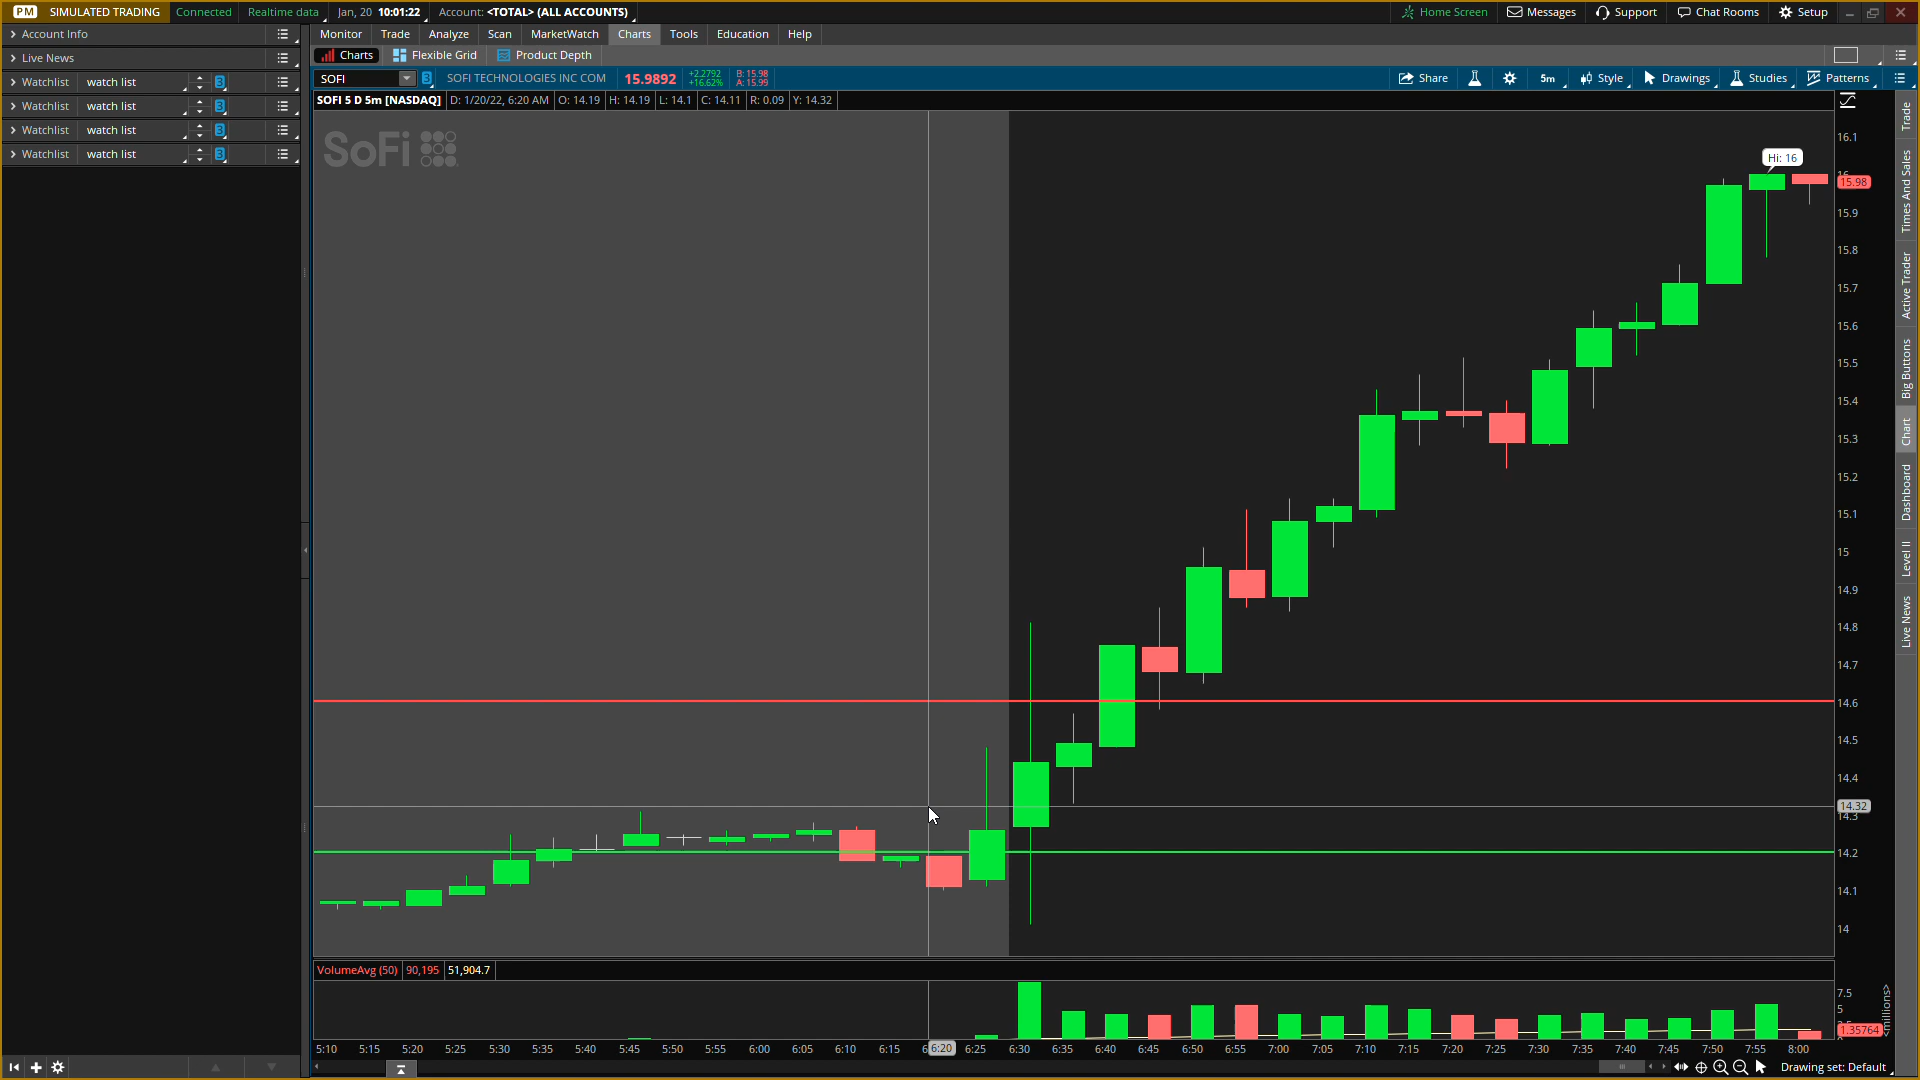 PM SIMULATED TRADING Connected Realtime data Jan, 20 10:01:22 Account: <TOTAL> (ALL ACCOUNTS) Home Screen Messages Support Chat Rooms Setup
Account Info
Live News
Watchlist watch list 3
Watchlist watch list 3
Watchlist watch list 3
Watchlist watch list 3
Monitor Trade Analyze Scan MarketWatch Charts Tools Education Help
Charts Flexible Grid Product Depth
SOFI 3 SOFI TECHNOLOGIES INC COM 15.9892 +2.2792 +16.62% B: 15.98 A: 15.99 Share 5m Style Drawings Studies Patterns
SOFI 5 D 5m [NASDAQ] D: 1/20/22, 6:20 AM O: 14.19 H: 14.19 L: 14.1 C: 14.11 R: 0.09 Y: 14.32
SoFi
Hi: 16
16.1
15.98
15.9
15.8
15.7
15.6
15.5
15.4
15.3
15.2
15.1
15
14.9
14.8
14.7
14.6
14.5
14.4
14.32
14.3
14.2
14.1
14
Trade
Times And Sales
Active Trader
Big Buttons
Chart
Dashboard
Level II
Live News
VolumeAvg (50) 90,195 51,904.7
7.5
5
1.35764
<millions>
5:10 5:15 5:20 5:25 5:30 5:35 5:40 5:45 5:50 5:55 6:00 6:05 6:10 6:15 6:20 6:25 6:30 6:35 6:40 6:45 6:50 6:55 7:00 7:05 7:10 7:15 7:20 7:25 7:30 7:35 7:40 7:45 7:50 7:55 8:00
Drawing set: Default